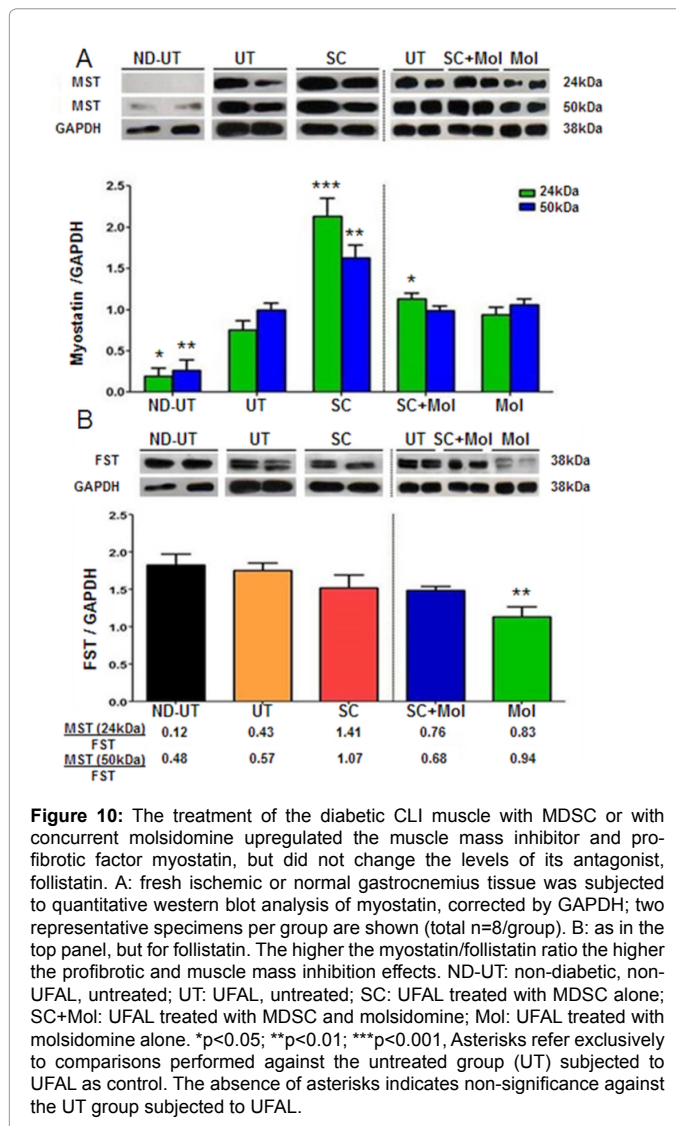 A
ND-UT UT SC UT SC+Mol Mol
MST 24kDa
MST 50kDa
GAPDH 38kDa
Myostatin /GAPDH
2.5
2.0
1.5
1.0
0.5
0.0
24kDa
50kDa
* ** *** ** *
ND-UT UT SC SC+Mol Mol
B
ND-UT UT SC UT SC+Mol Mol
FST 38kDa
GAPDH 38kDa
FST / GAPDH
2.5
2.0
1.5
1.0
0.5
0.0
**
ND-UT UT SC SC+Mol Mol
MST (24kDa) 0.12 0.43 1.41 0.76 0.83
FST
MST (50kDa) 0.48 0.57 1.07 0.68 0.94
FST
Figure 10: The treatment of the diabetic CLI muscle with MDSC or with
concurrent molsidomine upregulated the muscle mass inhibitor and pro-
fibrotic factor myostatin, but did not change the levels of its antagonist,
follistatin. A: fresh ischemic or normal gastrocnemius tissue was subjected
to quantitative western blot analysis of myostatin, corrected by GAPDH; two
representative specimens per group are shown (total n=8/group). B: as in
the top panel, but for follistatin. The higher the myostatin/follistatin ratio the higher
the profibrotic and muscle mass inhibition effects. ND-UT: non-diabetic, non-
UFAL, untreated; UT: UFAL, untreated; SC: UFAL treated with MDSC alone;
SC+Mol: UFAL treated with MDSC and molsidomine; Mol: UFAL treated with
molsidomine alone. *p<0.05; **p<0.01; ***p<0.001, Asterisks refer exclusively
to comparisons performed against the untreated group (UT) subjected to
UFAL as control. The absence of asterisks indicates non-significance against
the UT group subjected to UFAL.